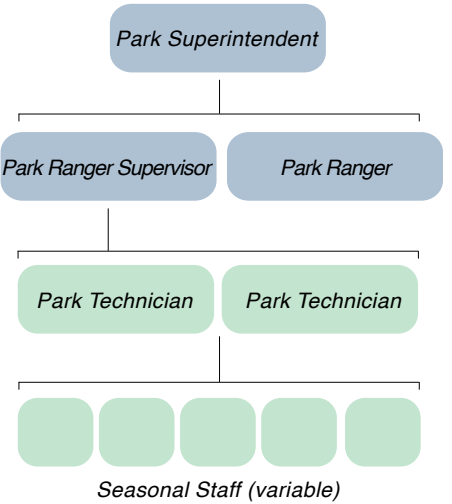 Park Superintendent
Park Ranger Supervisor
Park Ranger
Park Technician
Park Technician
Seasonal Staff (variable)